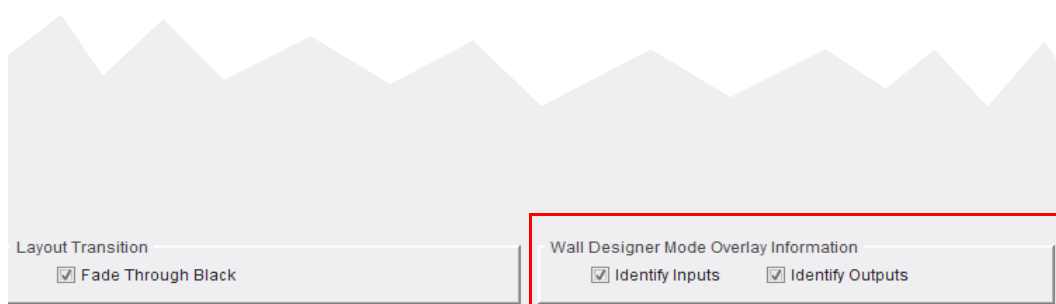 Layout Transition
Fade Through Black
Wall Designer Mode Overlay Information
Identify Inputs Identify Outputs